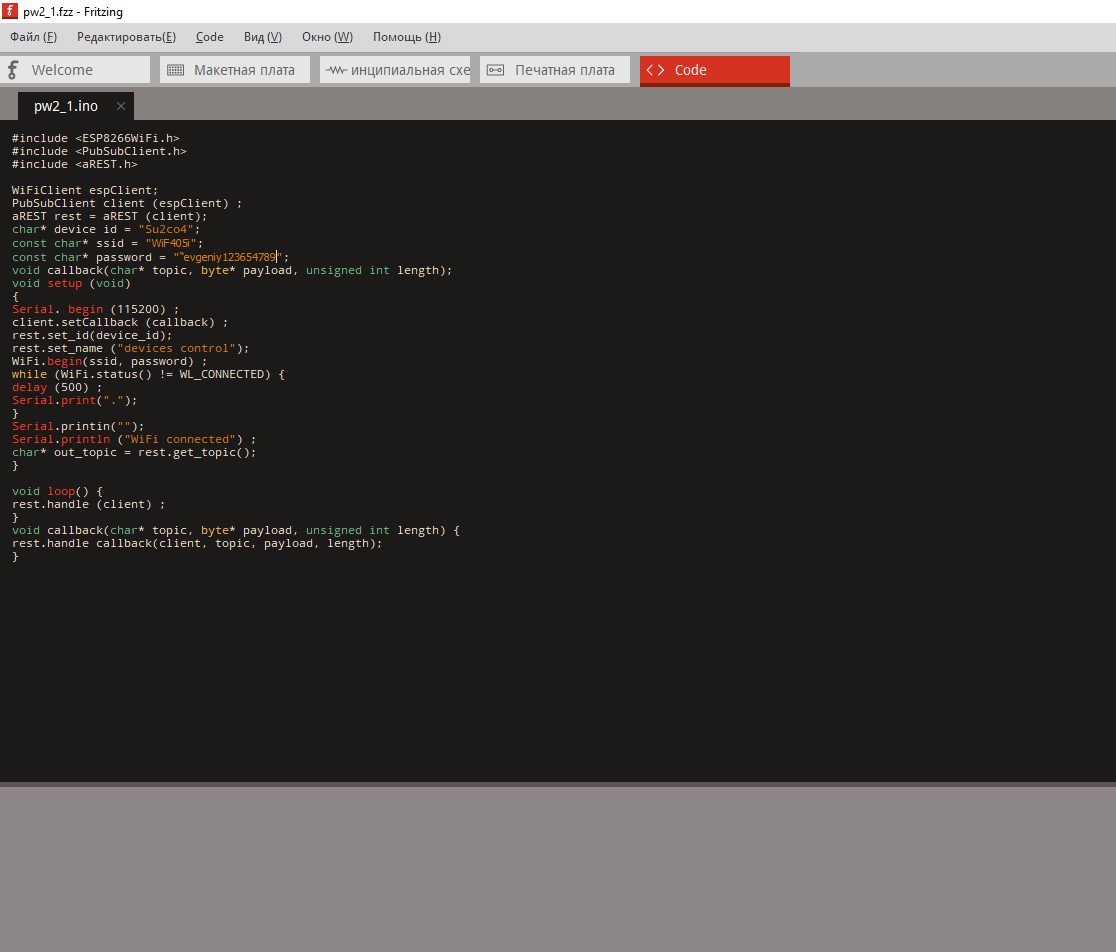 pw2_1.fzz - Fritzing
Файл (F) Редактировать(E) Code Вид (V) Окно (W) Помощь (H)
Welcome Макетная плата инципиальная схе Печатная плата Code
pw2_1.ino
#include <ESP8266WiFi.h>
#include <PubSubClient.h>
#include <aREST.h>
WiFiClient espClient;
PubSubClient client (espClient) ;
aREST rest = aREST (client);
char* device id = "Su2co4";
const char* ssid = "WiF405i";
const char* password = "”evgeniy123654789";
void callback(char* topic, byte* payload, unsigned int length);
void setup (void)
{
Serial. begin (115200) ;
client.setCallback (callback) ;
rest.set_id(device_id);
rest.set_name ("devices control");
WiFi.begin(ssid, password) ;
while (WiFi.status() != WL_CONNECTED) {
delay (500) ;
Serial.print(".");
}
Serial.printin("");
Serial.println ("WiFi connected") ;
char* out_topic = rest.get_topic();
}
void loop() {
rest.handle (client) ;
}
void callback(char* topic, byte* payload, unsigned int length) {
rest.handle callback(client, topic, payload, length);
}